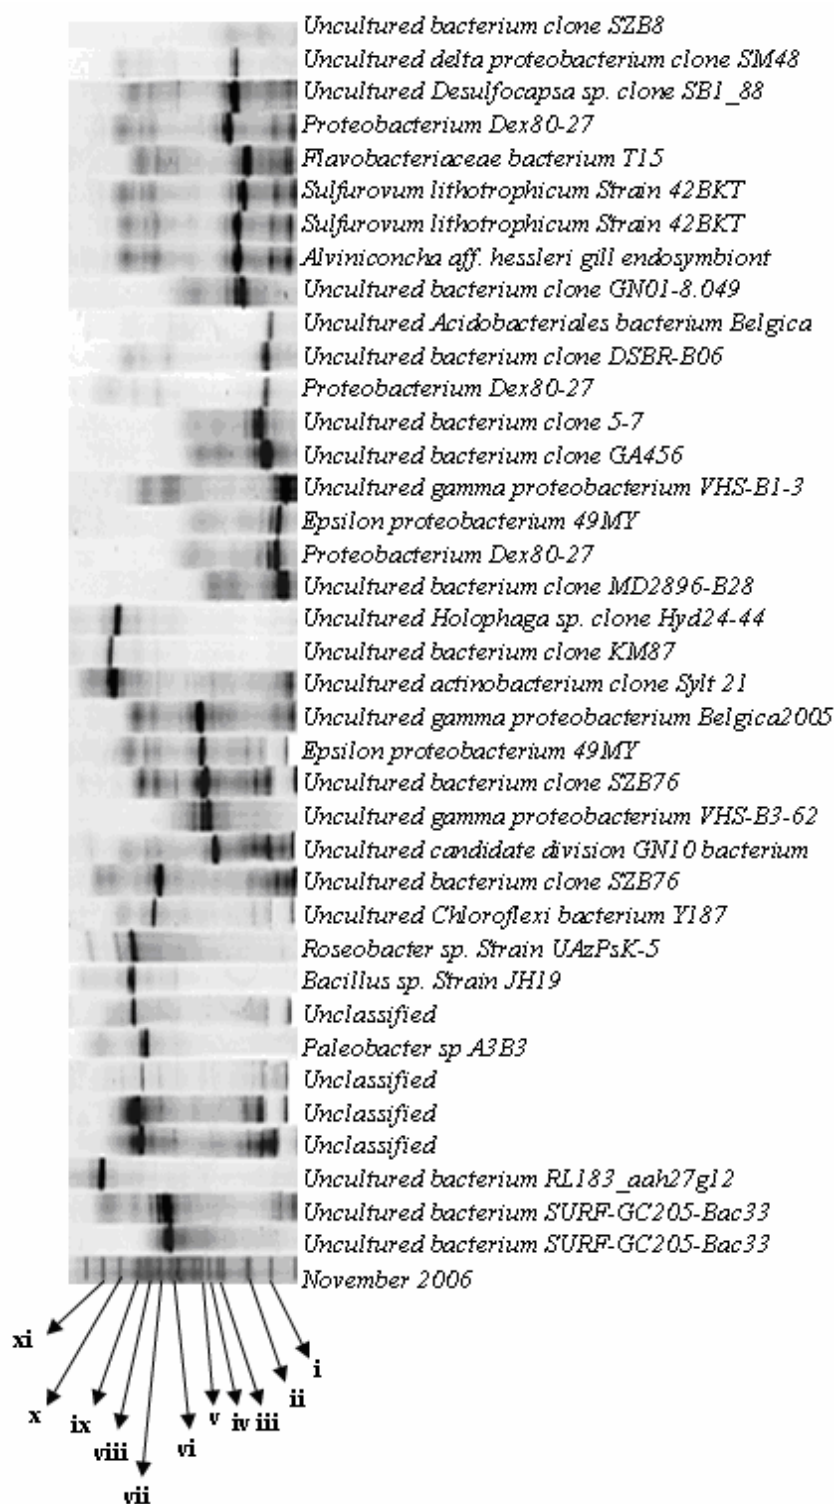 Uncultured bacterium clone SZB8
Uncultured delta proteobacterium clone SM48
Uncultured Desulfocapsa sp. clone SB1_88
Proteobacterium Dex80-27
Flavobacteriaceae bacterium T15
Sulfurovum lithotrophicum Strain 42BKT
Sulfurovum lithotrophicum Strain 42BKT
Alviniconcha aff. hessleri gill endosymbiont
Uncultured bacterium clone GN01-8.049
Uncultured Acidobacteriales bacterium Belgica
Uncultured bacterium clone DSBR-B06
Proteobacterium Dex80-27
Uncultured bacterium clone 5-7
Uncultured bacterium clone GA456
Uncultured gamma proteobacterium VHS-B1-3
Epsilon proteobacterium 49MY
Proteobacterium Dex80-27
Uncultured bacterium clone MD2896-B28
Uncultured Holophaga sp. clone Hyd24-44
Uncultured bacterium clone KM87
Uncultured actinobacterium clone Sylt 21
Uncultured gamma proteobacterium Belgica2005
Epsilon proteobacterium 49MY
Uncultured bacterium clone SZB76
Uncultured gamma proteobacterium VHS-B3-62
Uncultured candidate division GN10 bacterium
Uncultured bacterium clone SZB76
Uncultured Chloroflexi bacterium Y187
Roseobacter sp. Strain UAzPsK-5
Bacillus sp. Strain JH19
Unclassified
Paleobacter sp A3B3
Unclassified
Unclassified
Unclassified
Uncultured bacterium RL183_aah27g12
Uncultured bacterium SURF-GC205-Bac33
Uncultured bacterium SURF-GC205-Bac33
November 2006
xi
x
ix
viii
vii
vi
v
iv
iii
ii
i